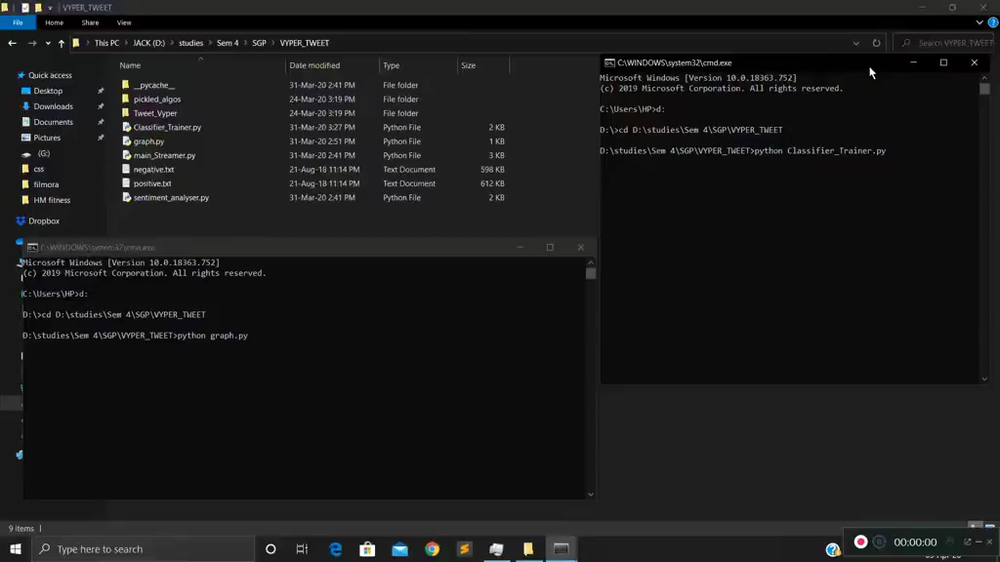 VYPER_TWEET
File Home Share View
This PC JACK (D:) studies Sem 4 SGP VYPER_TWEET
Search VYPER_TWEET
Name Date modified Type Size
Quick access
Desktop
Downloads
Documents
Pictures
(G:)
css
filmora
HM fitness
Dropbox
__pycache__ 31-Mar-20 2:41 PM File folder
pickled_algos 24-Mar-20 3:19 PM File folder
Tweet_Vyper 24-Mar-20 3:19 PM File folder
Classifier_Trainer.py 31-Mar-20 3:27 PM Python File 2 KB
graph.py 31-Mar-20 2:51 PM Python File 1 KB
main_Streamer.py 31-Mar-20 2:41 PM Python File 3 KB
negative.txt 21-Aug-18 11:14 PM Text Document 598 KB
positive.txt 21-Aug-18 11:14 PM Text Document 612 KB
sentiment_analyser.py 31-Mar-20 2:41 PM Python File 2 KB
C:\WINDOWS\system32\cmd.exe
Microsoft Windows [Version 10.0.18363.752]
(c) 2019 Microsoft Corporation. All rights reserved.
C:\Users\HP>d:
D:\>cd D:\studies\Sem 4\SGP\VYPER_TWEET
D:\studies\Sem 4\SGP\VYPER_TWEET>python Classifier_Trainer.py
C:\WINDOWS\system32\cmd.exe
Microsoft Windows [Version 10.0.18363.752]
(c) 2019 Microsoft Corporation. All rights reserved.
C:\Users\HP>d:
D:\>cd D:\studies\Sem 4\SGP\VYPER_TWEET
D:\studies\Sem 4\SGP\VYPER_TWEET>python graph.py
9 items
Type here to search
00:00:00